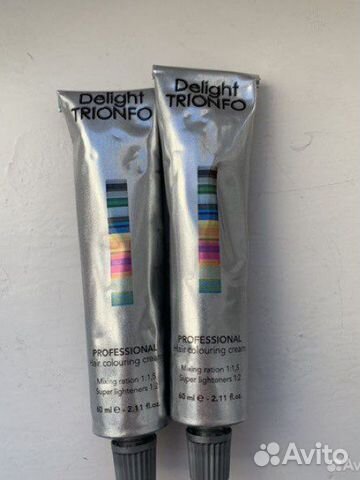 Delight
TRIONFO
PROFESSIONAL
Hair colouring cream
Mixing ration 1:1,5
Super lighteners 1:2
60 ml e - 2.11 fl.oz.
Delight
TRIONFO
PROFESSIONAL
Hair colouring cream
Mixing ration 1:1,5
Super lighteners 1:2
60 ml e - 2.11 fl.oz.
Avito